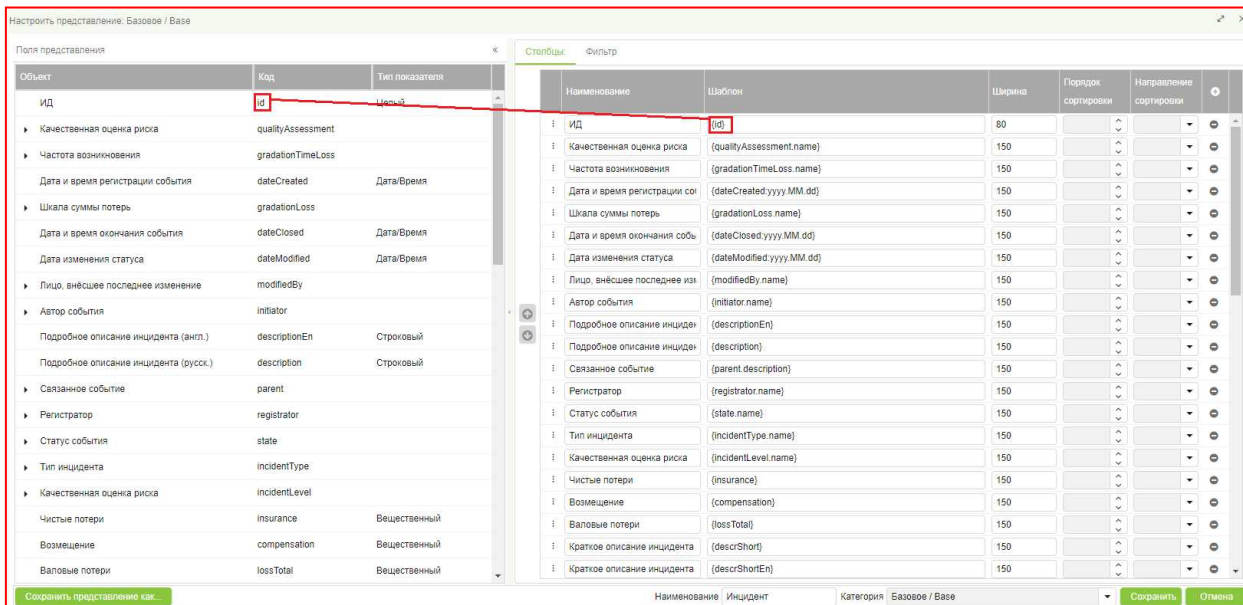 Настроить представление: Базовое / Base
Поля представления
Объект Код Тип показателя
ИД id Целый
Качественная оценка риска qualityAssessment
Частота возникновения gradationTimeLoss
Дата и время регистрации события dateCreated Дата/Время
Шкала суммы потерь gradationLoss
Дата и время окончания события dateClosed Дата/Время
Дата изменения статуса dateModified Дата/Время
Лицо, внёсшее последнее изменение modifiedBy
Автор события initiator
Подробное описание инцидента (англ.) descriptionEn Строковый
Подробное описание инцидента (русск.) description Строковый
Связанное событие parent
Регистратор registrator
Статус события state
Тип инцидента incidentType
Качественная оценка риска incidentLevel
Чистые потери insurance Вещественный
Возмещение compensation Вещественный
Валовые потери lossTotal Вещественный
Сохранить представление как...
Столбцы Фильтр
Наименование Шаблон Ширина Порядок сортировки Направление сортировки
ИД {id} 80
Качественная оценка риска {qualityAssessment.name} 150
Частота возникновения {gradationTimeLoss.name} 150
Дата и время регистрации соі {dateCreated:yyyy.MM.dd} 150
Шкала суммы потерь {gradationLoss.name} 150
Дата и время окончания собь {dateClosed:yyyy.MM.dd} 150
Дата изменения статуса {dateModified:yyyy.MM.dd} 150
Лицо, внёсшее последнее изм {modifiedBy.name} 150
Автор события {initiator.name} 150
Подробное описание инциден {descriptionEn} 150
Подробное описание инциден {description} 150
Связанное событие {parent.description} 150
Регистратор {registrator.name} 150
Статус события {state.name} 150
Тип инцидента {incidentType.name} 150
Качественная оценка риска {incidentLevel.name} 150
Чистые потери {insurance} 150
Возмещение {compensation} 150
Валовые потери {lossTotal} 150
Краткое описание инцидента {descrShort} 150
Краткое описание инцидента {descrShortEn} 150
Наименование Инцидент Категория Базовое / Base Сохранить Отмена